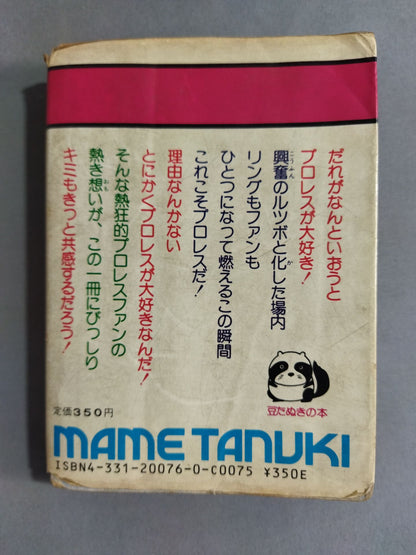 だれがなんといおうと
プロレスが大好き！
興奮のルツボと化した場内
リングもファンも
ひとつになって燃えるこの瞬間
これこそプロレスだ！
理由なんかない
とにかくプロレスが大好きなんだ！
そんな熱狂的プロレスファンの
熱き想いが、この一冊にびっしり
キミもきっと共感するだろう！
豆たぬきの本
定価350円
MAME TANUKI
ISBN4-331-20076-0-C0075 ¥350E